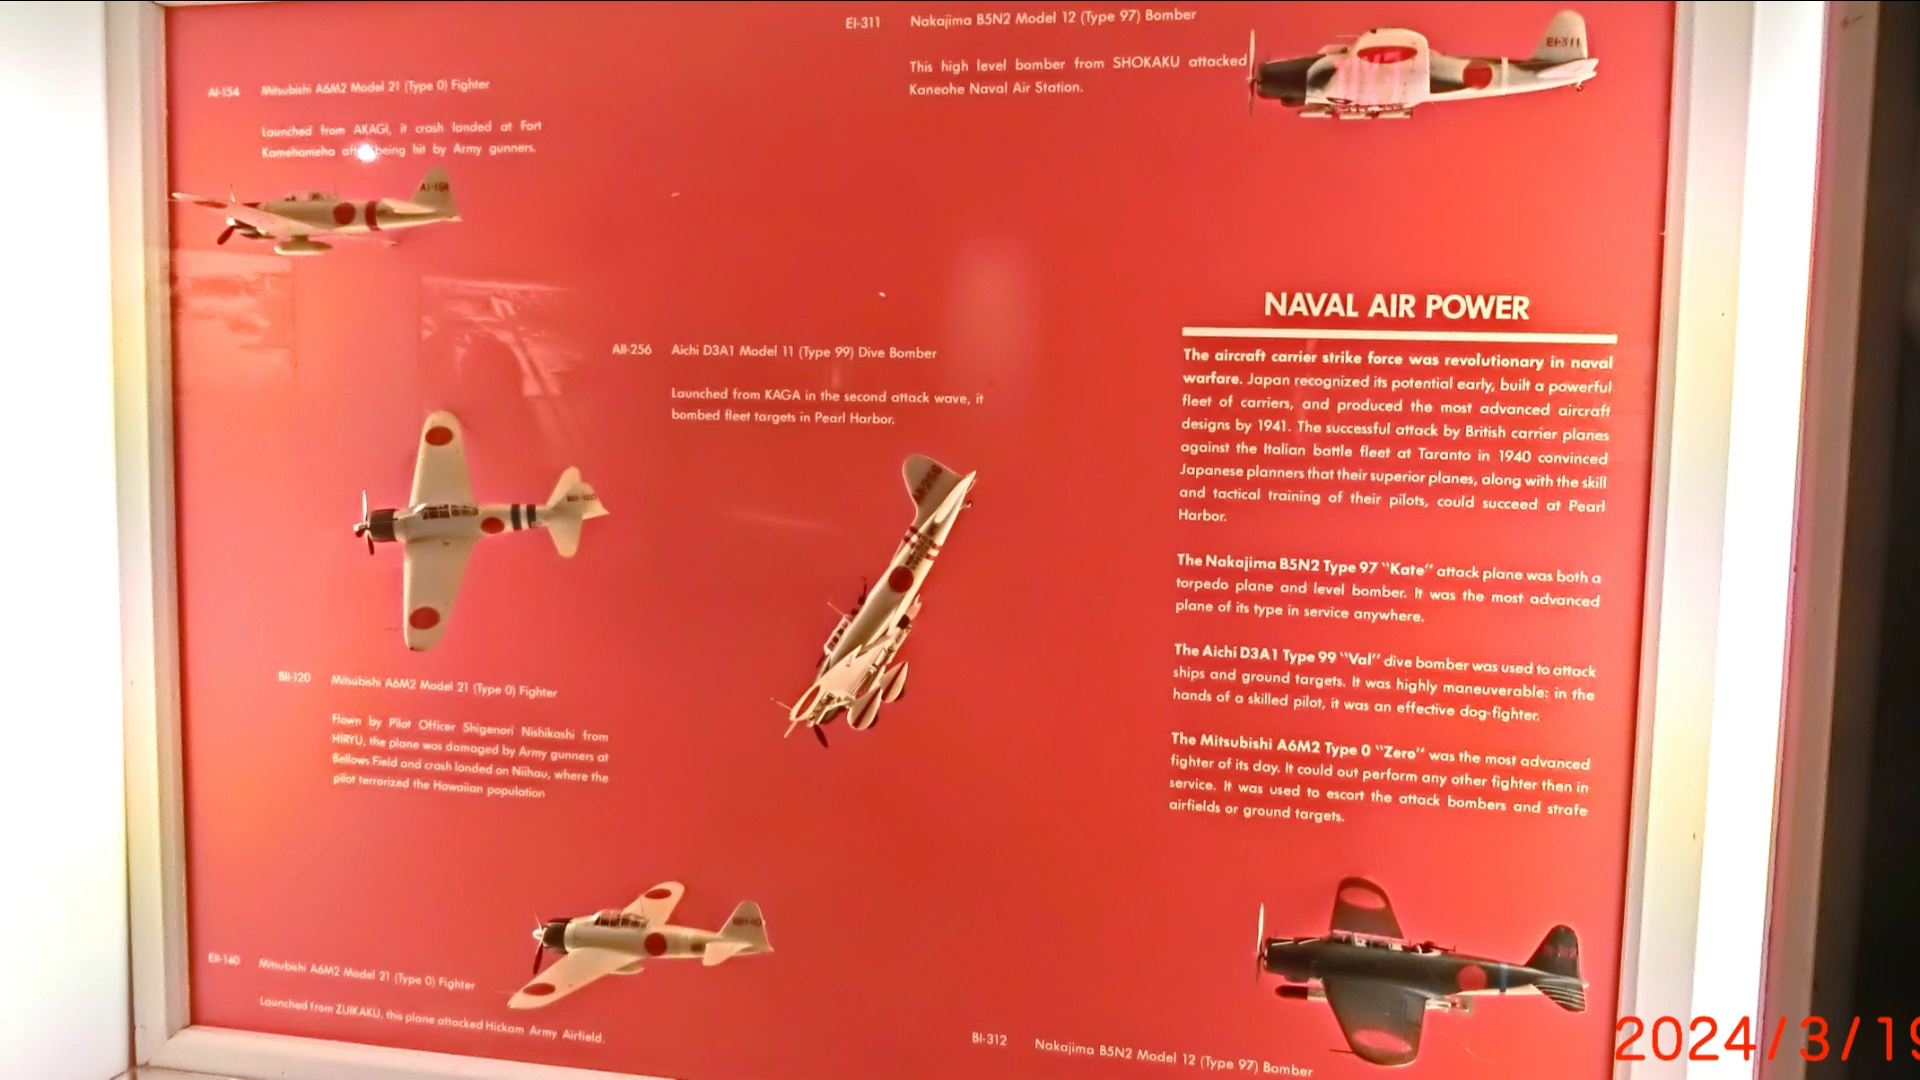 EI-311 Nakajima B5N2 Model 12 (Type 97) Bomber
This high level bomber from SHOKAKU attacked
Kaneohe Naval Air Station.
EI-311
AI-154 Mitsubishi A6M2 Model 21 (Type 0) Fighter
Launched from AKAGI, it crash landed at Fort
Kamehameha being hit by Army gunners.
AI-154
AII-256 Aichi D3A1 Model 11 (Type 99) Dive Bomber
Launched from KAGA in the second attack wave, it
bombed fleet targets in Pearl Harbor.
AII-256
BII-120 Mitsubishi A6M2 Model 21 (Type 0) Fighter
Flown by Pilot Officer Shigenori Nishikashi from
HIRYU, the plane was damaged by Army gunners at
Bellows Field and crash landed on Niihau, where the
pilot terrorized the Hawaiian population
EII-140 Mitsubishi A6M2 Model 21 (Type 0) Fighter
Launched from ZUIKAKU, this plane attacked Hickam Army Airfield.
NAVAL AIR POWER
The aircraft carrier strike force was revolutionary in naval
warfare. Japan recognized its potential early, built a powerful
fleet of carriers, and produced the most advanced aircraft
designs by 1941. The successful attack by British carrier planes
against the Italian battle fleet at Taranto in 1940 convinced
Japanese planners that their superior planes, along with the skill
and tactical training of their pilots, could succeed at Pearl
Harbor.
The Nakajima B5N2 Type 97 "Kate" attack plane was both a
torpedo plane and level bomber. It was the most advanced
plane of its type in service anywhere.
The Aichi D3A1 Type 99 "Val" dive bomber was used to attack
ships and ground targets. It was highly maneuverable: in the
hands of a skilled pilot, it was an effective dog-fighter.
The Mitsubishi A6M2 Type 0 "Zero" was the most advanced
fighter of its day. It could out perform any other fighter then in
service. It was used to escort the attack bombers and strafe
airfields or ground targets.
BI-312 Nakajima B5N2 Model 12 (Type 97) Bomber
2024/3/19